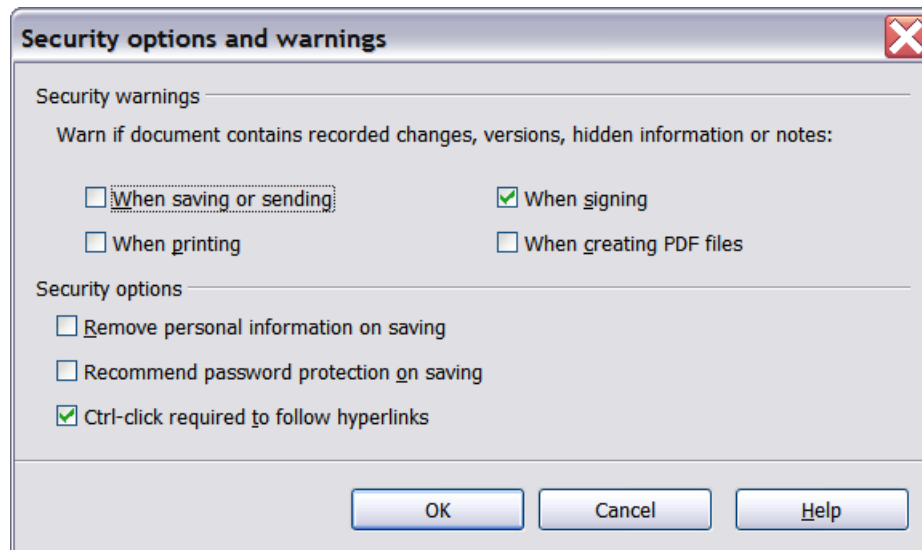 Security options and warnings
Security warnings
Warn if document contains recorded changes, versions, hidden information or notes:
When saving or sending
When signing
When printing
When creating PDF files
Security options
Remove personal information on saving
Recommend password protection on saving
Ctrl-click required to follow hyperlinks
OK
Cancel
Help